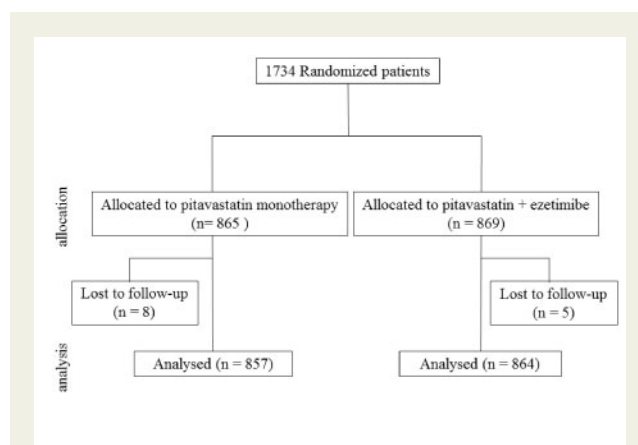 1734 Randomized patients
allocation
Allocated to pitavastatin monotherapy
(n= 865 )
Allocated to pitavastatin + ezetimibe
(n = 869)
Lost to follow-up
(n = 8)
Lost to follow-up
(n = 5)
analysis
Analysed (n = 857)
Analysed (n = 864)